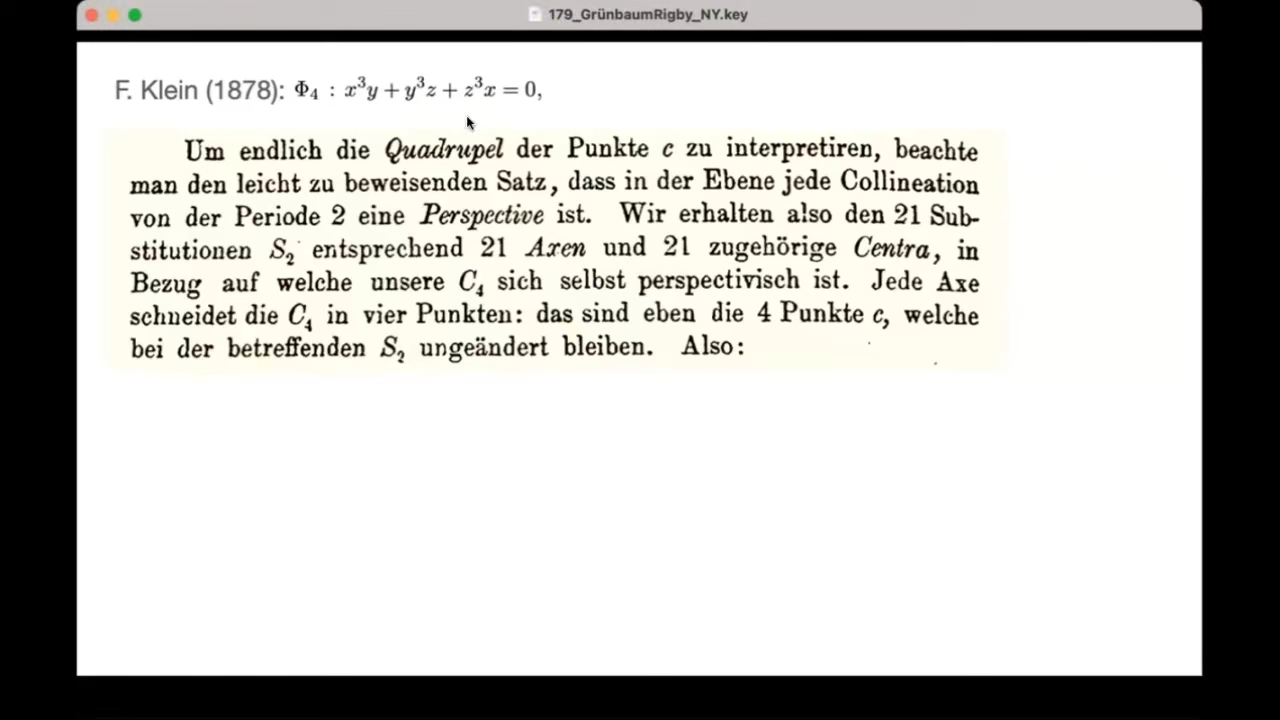 179_GrünbaumRigby_NY.key
F. Klein (1878): Φ₄ : x³y + y³z + z³x = 0,
Um endlich die Quadrupel der Punkte c zu interpretiren, beachte
man den leicht zu beweisenden Satz, dass in der Ebene jede Collineation
von der Periode 2 eine Perspective ist. Wir erhalten also den 21 Sub-
stitutionen S₂ entsprechend 21 Axen und 21 zugehörige Centra, in
Bezug auf welche unsere C₄ sich selbst perspectivisch ist. Jede Axe
schneidet die C₄ in vier Punkten: das sind eben die 4 Punkte c, welche
bei der betreffenden S₂ ungeändert bleiben. Also: